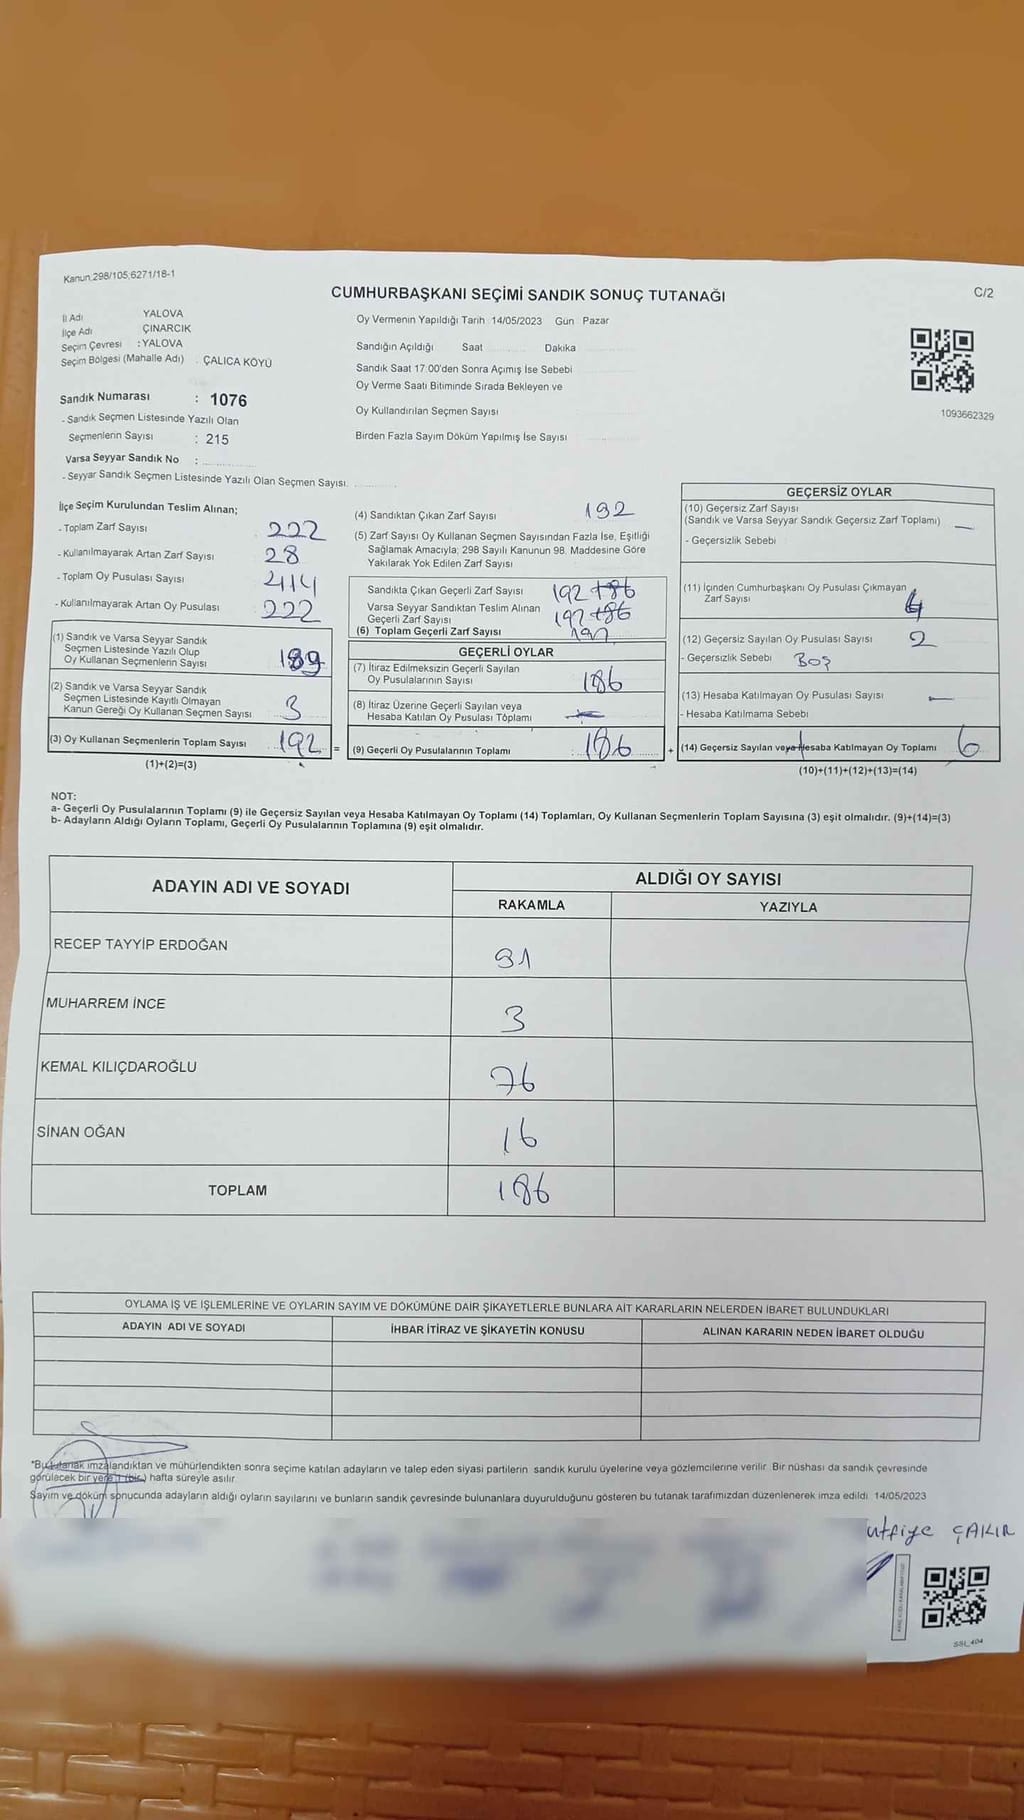 Kanun.298/105;6271/18-1
CUMHURBAŞKANI SEÇİMİ SANDIK SONUÇ TUTANAĞI
C/2
İl Adı YALOVA
İlçe Adı ÇINARCIK
Seçim Çevresi : YALOVA
Seçim Bölgesi (Mahalle Adı) : ÇALICA KÖYÜ
Sandık Numarası : 1076
- Sandık Seçmen Listesinde Yazılı Olan
Seçmenlerin Sayısı : 215
Varsa Seyyar Sandık No :
- Seyyar Sandık Seçmen Listesinde Yazılı Olan Seçmen Sayısı.
Oy Vermenin Yapıldığı Tarih 14/05/2023 Gün Pazar
Sandığın Açıldığı Saat Dakika
Sandık Saat 17:00'den Sonra Açımış İse Sebebi
Oy Verme Saati Bitiminde Sırada Bekleyen ve
Oy Kullandırılan Seçmen Sayısı
Birden Fazla Sayım Döküm Yapılmış İse Sayısı
1093662329
İlçe Seçim Kurulundan Teslim Alınan;
- Toplam Zarf Sayısı 222
- Kullanılmayarak Artan Zarf Sayısı 28
- Toplam Oy Pusulası Sayısı 414
- Kullanılmayarak Artan Oy Pusulası 222
(1) Sandık ve Varsa Seyyar Sandık
Seçmen Listesinde Yazılı Olup
Oy Kullanan Seçmenlerin Sayısı 189
(2) Sandık ve Varsa Seyyar Sandık
Seçmen Listesinde Kayıtlı Olmayan
Kanun Gereği Oy Kullanan Seçmen Sayısı 3
(3) Oy Kullanan Seçmenlerin Toplam Sayısı 192 =
(1)+(2)=(3)
(4) Sandıktan Çıkan Zarf Sayısı 192
(5) Zarf Sayısı Oy Kullanan Seçmen Sayısından Fazla İse, Eşitliği
Sağlamak Amacıyla; 298 Sayılı Kanunun 98. Maddesine Göre
Yakılarak Yok Edilen Zarf Sayısı
Sandıkta Çıkan Geçerli Zarf Sayısı 192 186
Varsa Seyyar Sandıktan Teslim Alınan
Geçerli Zarf Sayısı 192 186
(6) Toplam Geçerli Zarf Sayısı 192
GEÇERLİ OYLAR
(7) İtiraz Edilmeksizin Geçerli Sayılan
Oy Pusulalarının Sayısı 186
(8) İtiraz Üzerine Geçerli Sayılan veya
Hesaba Katılan Oy Pusulası Toplamı
(9) Geçerli Oy Pusulalarının Toplamı : 186 +
GEÇERSİZ OYLAR
(10) Geçersiz Zarf Sayısı
(Sandık ve Varsa Seyyar Sandık Geçersiz Zarf Toplamı) —
- Geçersizlik Sebebi
(11) İçinden Cumhurbaşkanı Oy Pusulası Çıkmayan
Zarf Sayısı 4
(12) Geçersiz Sayılan Oy Pusulası Sayısı 2
- Geçersizlik Sebebi BOŞ
(13) Hesaba Katılmayan Oy Pusulası Sayısı —
- Hesaba Katılmama Sebebi
(14) Geçersiz Sayılan veya Hesaba Katılmayan Oy Toplamı 6
(10)+(11)+(12)+(13)=(14)
NOT:
a- Geçerli Oy Pusulalarının Toplamı (9) ile Geçersiz Sayılan veya Hesaba Katılmayan Oy Toplamı (14) Toplamları, Oy Kullanan Seçmenlerin Toplam Sayısına (3) eşit olmalıdır. (9)+(14)=(3)
b- Adayların Aldığı Oyların Toplamı, Geçerli Oy Pusulalarının Toplamına (9) eşit olmalıdır.
ADAYIN ADI VE SOYADI
ALDIĞI OY SAYISI
RAKAMLA YAZIYLA
RECEP TAYYİP ERDOĞAN 91
MUHARREM İNCE 3
KEMAL KILIÇDAROĞLU 76
SİNAN OĞAN 16
TOPLAM 186
OYLAMA İŞ VE İŞLEMLERİNE VE OYLARIN SAYIM VE DÖKÜMÜNE DAİR ŞİKAYETLERLE BUNLARA AİT KARARLARIN NELERDEN İBARET BULUNDUKLARI
ADAYIN ADI VE SOYADI İHBAR İTİRAZ VE ŞİKAYETİN KONUSU ALINAN KARARIN NEDEN İBARET OLDUĞU
*Bu tutanak imzalandıktan ve mühürlendikten sonra seçime katılan adayların ve talep eden siyasi partilerin sandık kurulu üyelerine veya gözlemcilerine verilir. Bir nüshası da sandık çevresinde
görülecek bir yere 1 (bir) hafta süreyle asılır.
Sayım ve döküm sonucunda adayların aldığı oyların sayılarını ve bunların sandık çevresinde bulunanlara duyurulduğunu gösteren bu tutanak tarafımızdan düzenlenerek imza edildi. 14/05/2023
utfiye ÇAKIR
SSI_404